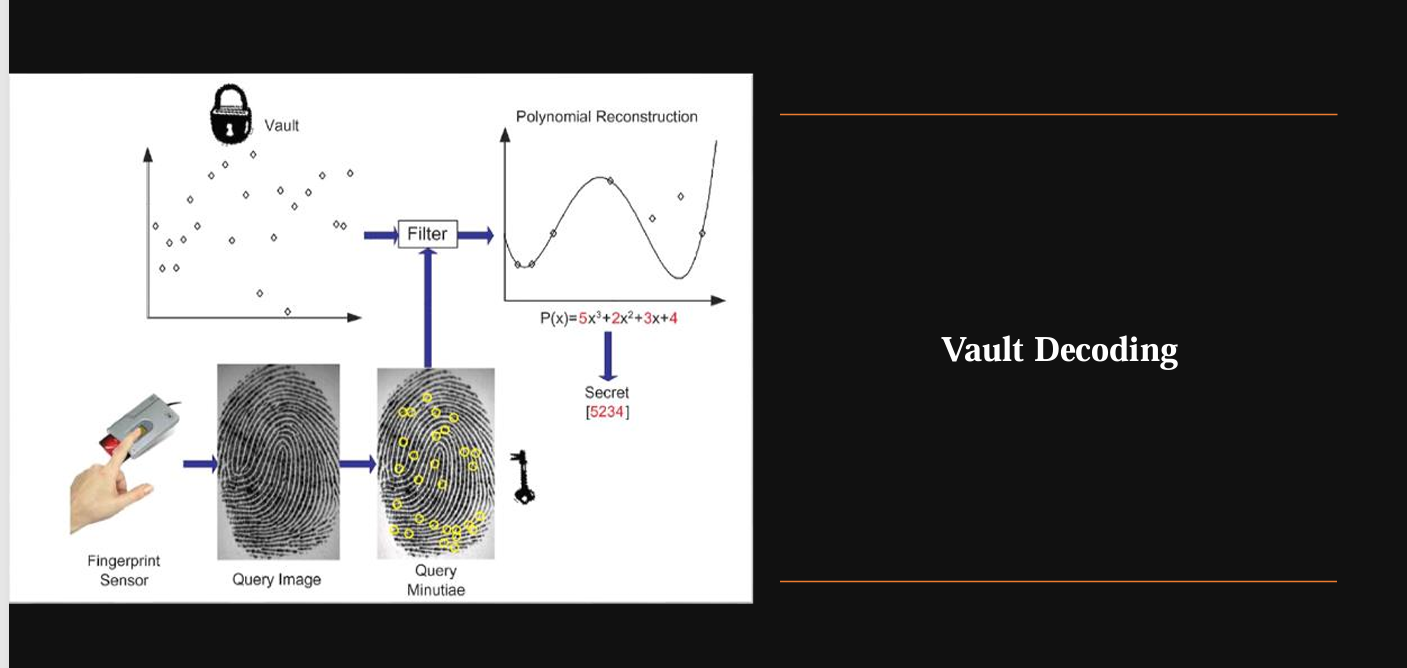 Vault
Polynomial Reconstruction
Filter
P(x)=5x³+2x²+3x+4
Secret
[5234]
Fingerprint
Sensor
Query Image
Query
Minutiae
Vault Decoding